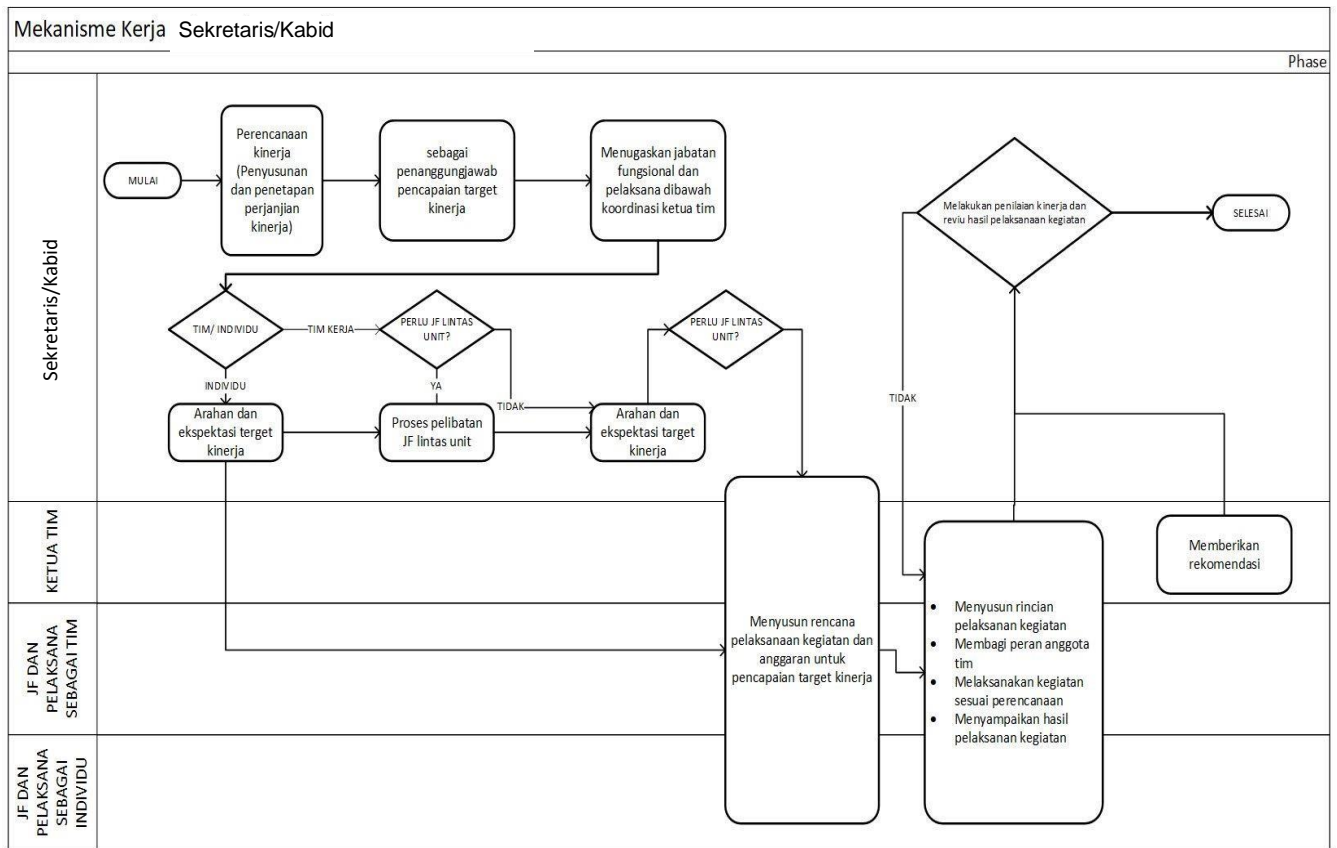 Mekanisme Kerja Sekretaris/Kabid
Phase
Sekretaris/Kabid
MULAI
Perencanaan
kinerja
(Penyusunan
dan penetapan
perjanjian
kinerja)
sebagai
penanggungjawab
pencapaian target
kinerja
Menugaskan jabatan
fungsional dan
pelaksana dibawah
koordinasi ketua tim
Melakukan penilaian kinerja dan
reviu hasil pelaksanaan kegiatan
SELESAI
TIM/ INDIVIDU
TIM KERJA
PERLU JF LINTAS
UNIT?
PERLU JF LINTAS
UNIT?
INDIVIDU
YA
TIDAK
TIDAK
Arahan dan
ekspektasi terget
kinerja
Proses pelibatan
JF lintas unit
Arahan dan
ekspektasi target
kinerja
KETUA TIM
Memberikan
rekomendasi
JF DAN
PELAKSANA
SEBAGAI TIM
Menyusun rencana
pelaksanaan kegiatan dan
anggaran untuk
pencapaian target kinerja
• Menyusun rincian
pelaksanan kegiatan
• Membagi peran anggota
tim
• Melaksanakan kegiatan
sesuai perencanaan
• Menyampaikan hasil
pelaksanan kegiatan
JF DAN
PELAKSANA
SEBAGAI
INDIVIDU